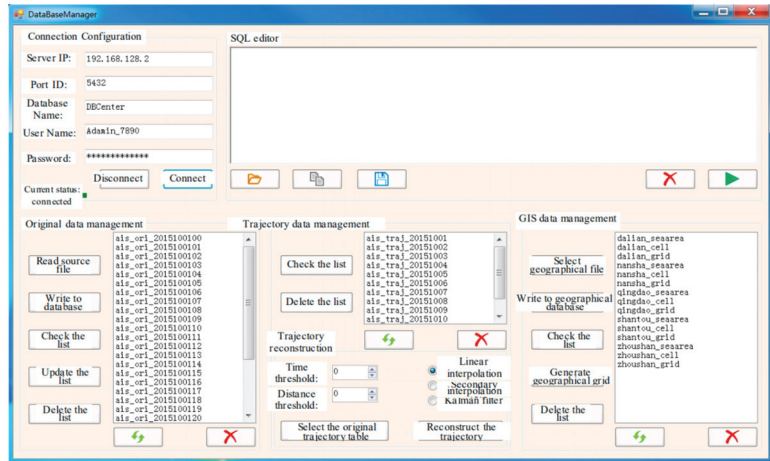 DataBaseManager
Connection Configuration
Server IP:
192.168.128.2
Port ID:
5432
Database
Name:
DBCenter
User Name:
Adamin_7890
Password:
*************
Disconnect
Connect
Current status:
connected
SQL editor
Original data management
Read source
file
Write to
database
Check the
list
Update the
list
Delete the
list
ais_ori_2015100100
ais_ori_2015100101
ais_ori_2015100102
ais_ori_2015100103
ais_ori_2015100104
ais_ori_2015100105
ais_ori_2015100106
ais_ori_2015100107
ais_ori_2015100108
ais_ori_2015100109
ais_ori_2015100110
ais_ori_2015100111
ais_ori_2015100112
ais_ori_2015100113
ais_ori_2015100114
ais_ori_2015100115
ais_ori_2015100116
ais_ori_2015100117
ais_ori_2015100118
ais_ori_2015100119
ais_ori_2015100120
Trajectory data management
Check the list
Delete the list
ais_traj_20151001
ais_traj_20151002
ais_traj_20151003
ais_traj_20151004
ais_traj_20151005
ais_traj_20151006
ais_traj_20151007
ais_traj_20151008
ais_traj_20151009
ais_traj_20151010
Trajectory
reconstruction
Time
threshold:
0
Distance
threshold:
0
Linear
interpolation
Secondary
interpolation
Kalman filter
Select the original
trajectory table
Reconstruct the
trajectory
GIS data management
Select
geographical file
Write to geographical
database
Check the
list
Generate
geographical grid
Delete the
list
dalian_seaarea
dalian_cell
dalian_grid
nansha_seaarea
nansha_cell
nansha_grid
qingdao_seaarea
qingdao_cell
qingdao_grid
shantou_seaarea
shantou_cell
shantou_grid
zhoushan_seaarea
zhoushan_cell
zhoushan_grid